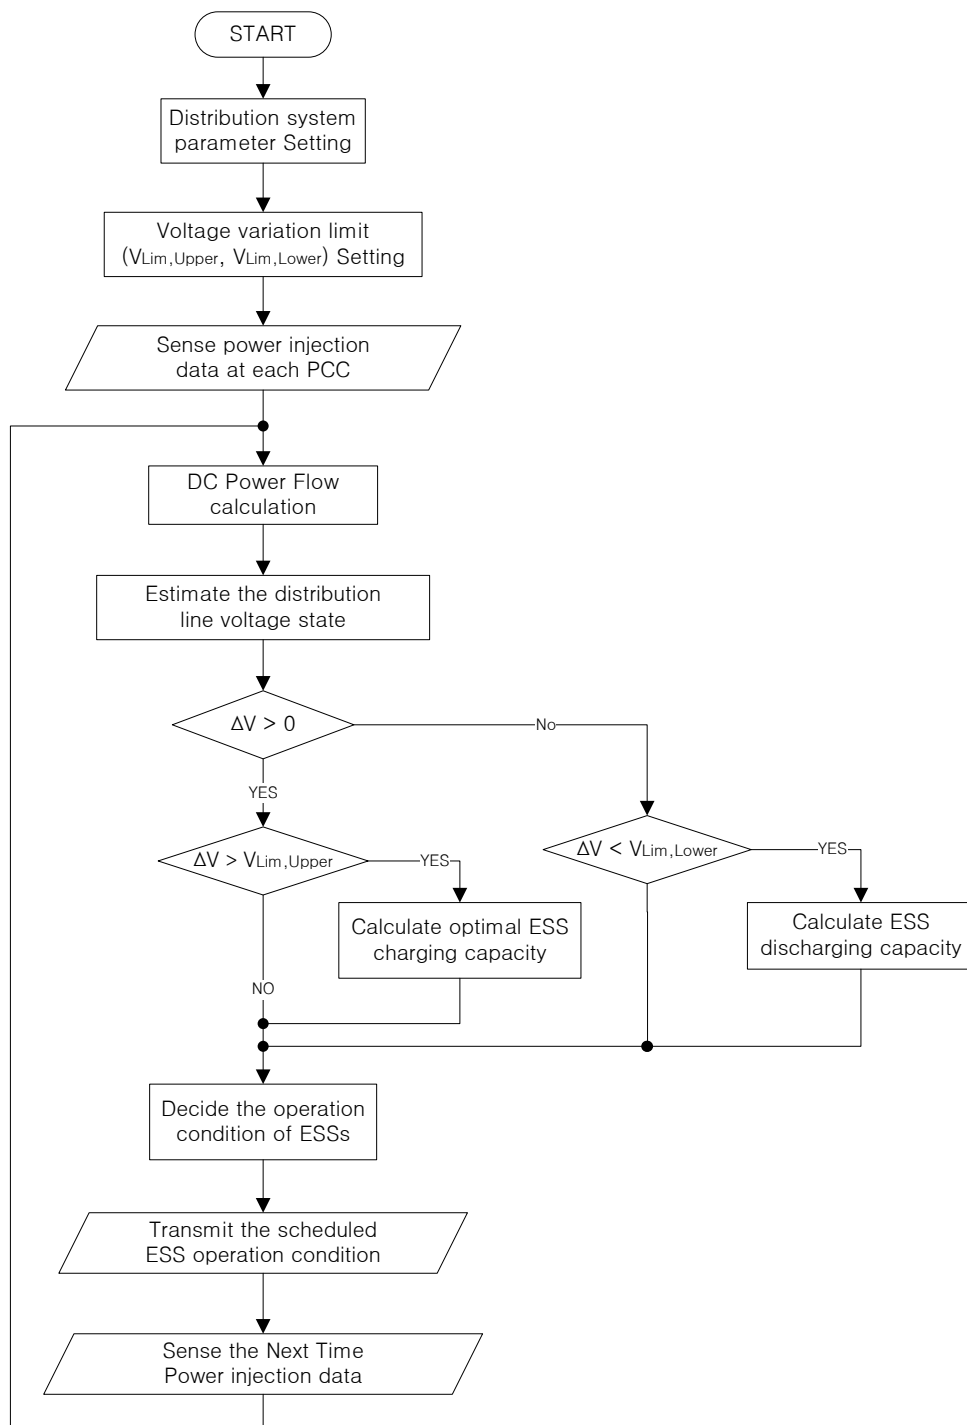 START
Distribution system
parameter Setting
Voltage variation limit
(VLim,Upper, VLim,Lower) Setting
Sense power injection
data at each PCC
DC Power Flow
calculation
Estimate the distribution
line voltage state
ΔV > 0
No
YES
ΔV > VLim,Upper
YES
ΔV < VLim,Lower
YES
Calculate optimal ESS
charging capacity
Calculate ESS
discharging capacity
NO
Decide the operation
condition of ESSs
Transmit the scheduled
ESS operation condition
Sense the Next Time
Power injection data